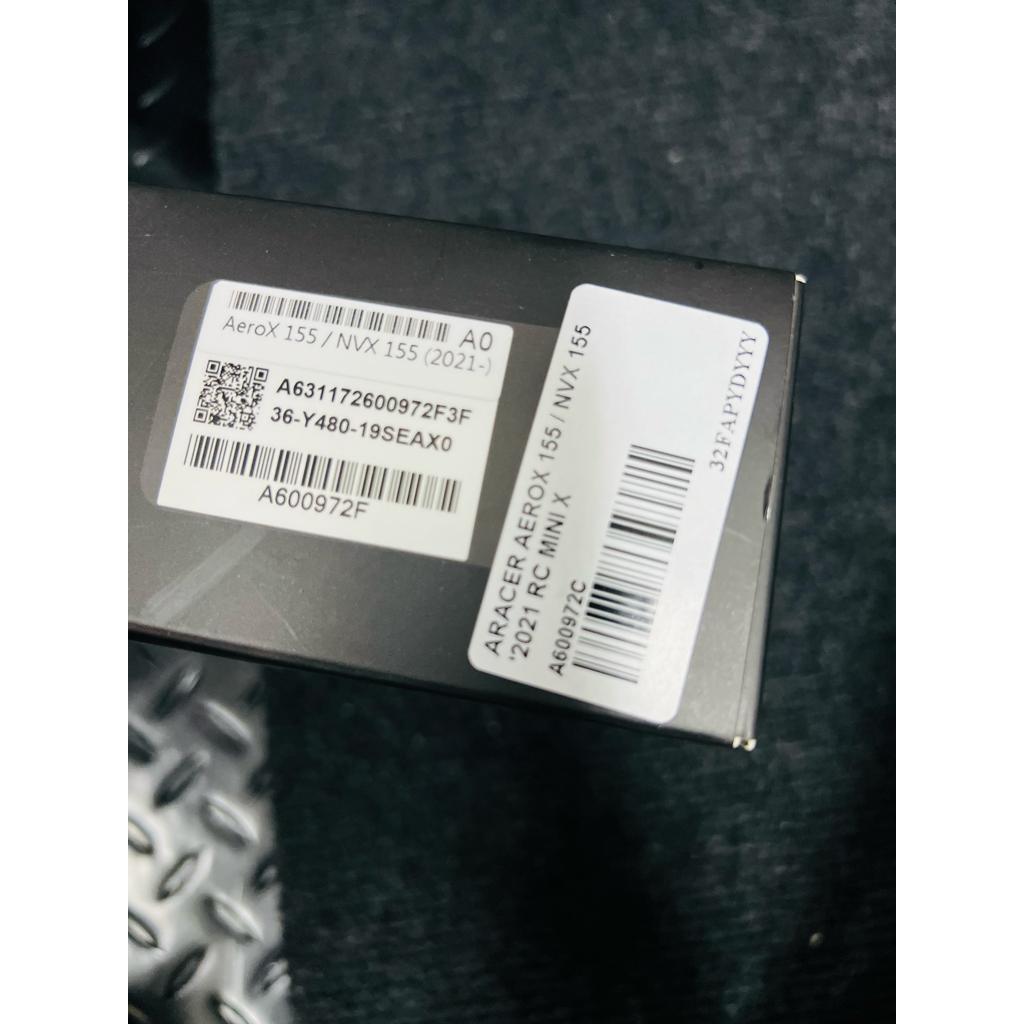 A0
AeroX 155 / NVX 155 (2021-)
A631172600972F3F
36-Y480-19SEAX0
A600972F
ARACER AEROX 155 / NVX 155
'2021 RC MINI X
A600972C
32FAPYDYYY